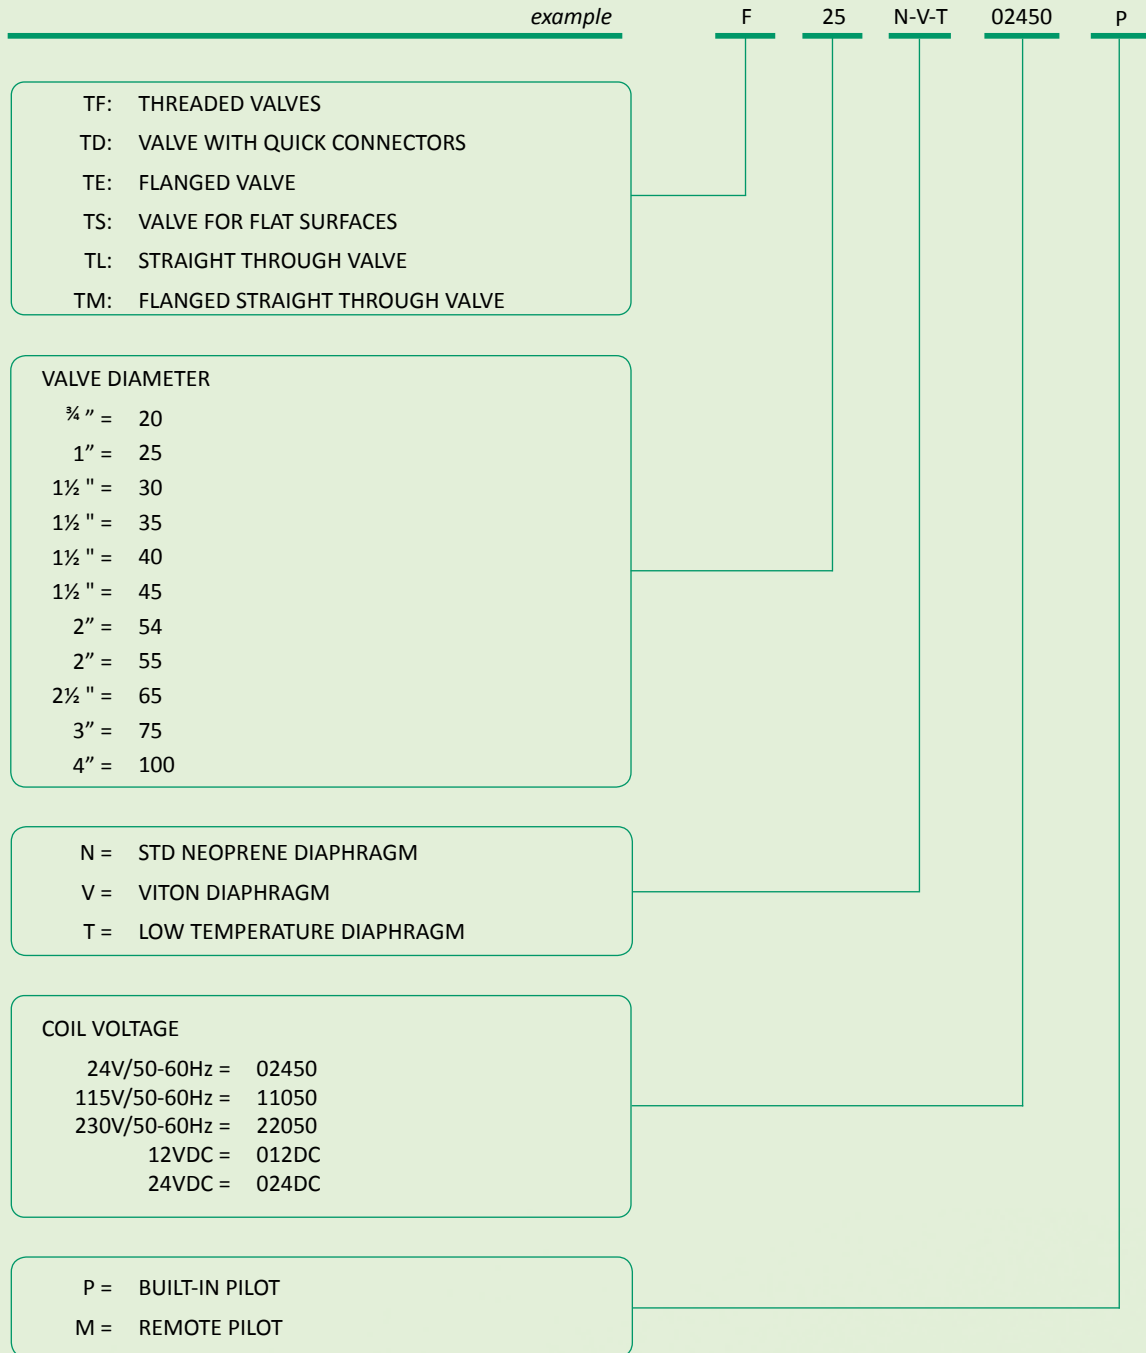 example F 25 N-V-T 02450 P
TF: THREADED VALVES
TD: VALVE WITH QUICK CONNECTORS
TE: FLANGED VALVE
TS: VALVE FOR FLAT SURFACES
TL: STRAIGHT THROUGH VALVE
TM: FLANGED STRAIGHT THROUGH VALVE
VALVE DIAMETER
¾ ” = 20
1” = 25
1½ " = 30
1½ " = 35
1½ " = 40
1½ " = 45
2” = 54
2” = 55
2½ " = 65
3” = 75
4” = 100
N = STD NEOPRENE DIAPHRAGM
V = VITON DIAPHRAGM
T = LOW TEMPERATURE DIAPHRAGM
COIL VOLTAGE
24V/50-60Hz = 02450
115V/50-60Hz = 11050
230V/50-60Hz = 22050
12VDC = 012DC
24VDC = 024DC
P = BUILT-IN PILOT
M = REMOTE PILOT